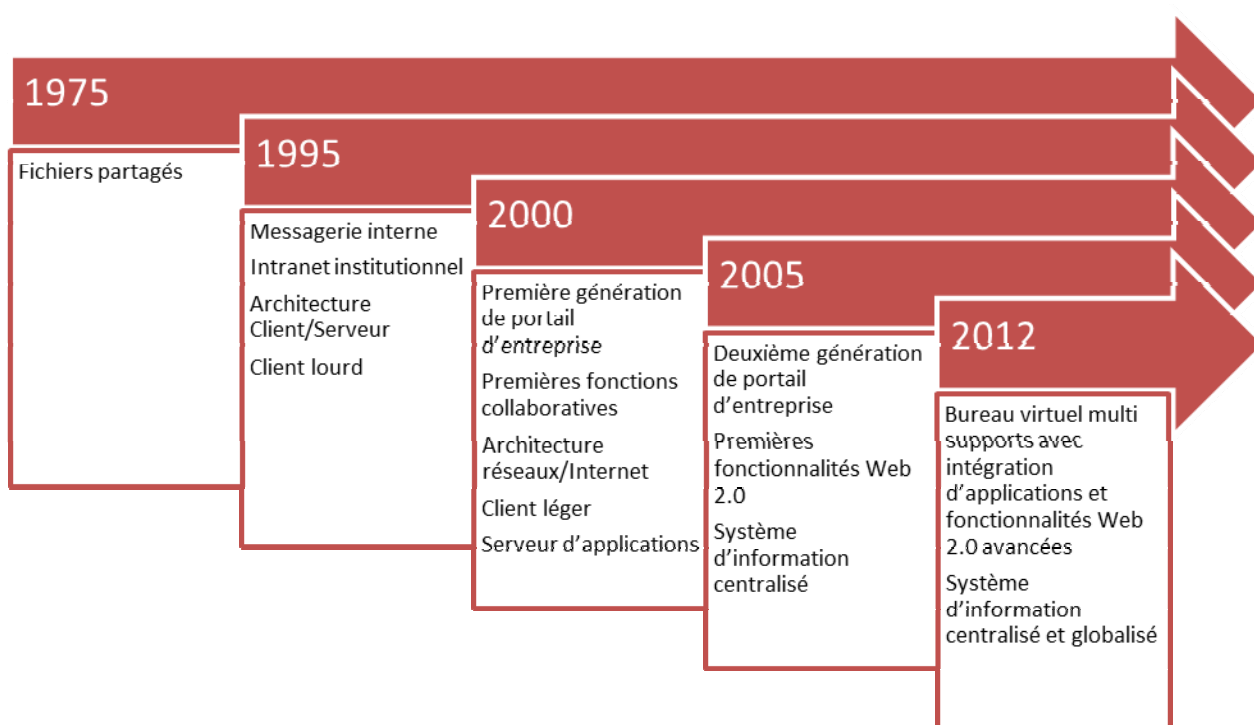 1975
Fichiers partagés
1995
Messagerie interne
Intranet institutionnel
Architecture
Client/Serveur
Client lourd
2000
Première génération
de portail
d’entreprise
Premières fonctions
collaboratives
Architecture
réseaux/Internet
Client léger
Serveur d’applications
2005
Deuxième génération
de portail
d’entreprise
Premières
fonctionnalités Web
2.0
Système
d’information
centralisé
2012
Bureau virtuel multi
supports avec
intégration
d’applications et
fonctionnalités Web
2.0 avancées
Système
d’information
centralisé et globalisé